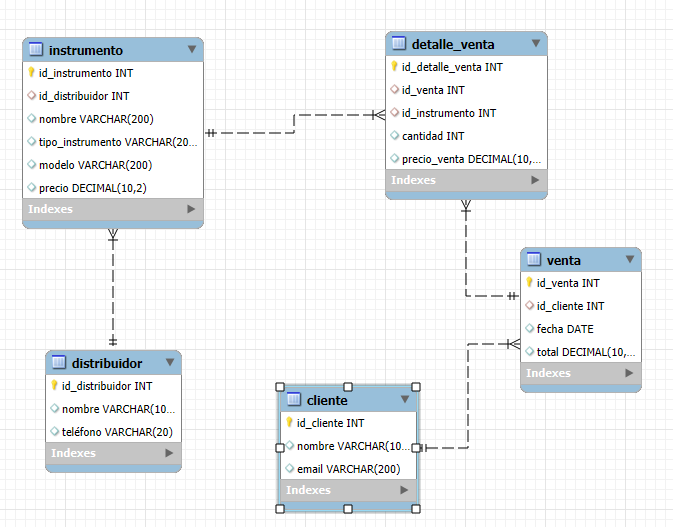 instrumento
id_instrumento INT
id_distribuidor INT
nombre VARCHAR(200)
tipo_instrumento VARCHAR(20...
modelo VARCHAR(200)
precio DECIMAL(10,2)
Indexes
detalle_venta
id_detalle_venta INT
id_venta INT
id_instrumento INT
cantidad INT
precio_venta DECIMAL(10,...
Indexes
venta
id_venta INT
id_cliente INT
fecha DATE
total DECIMAL(10,...
Indexes
distribuidor
id_distribuidor INT
nombre VARCHAR(10...
teléfono VARCHAR(20)
Indexes
cliente
id_cliente INT
nombre VARCHAR(10...
email VARCHAR(200)
Indexes